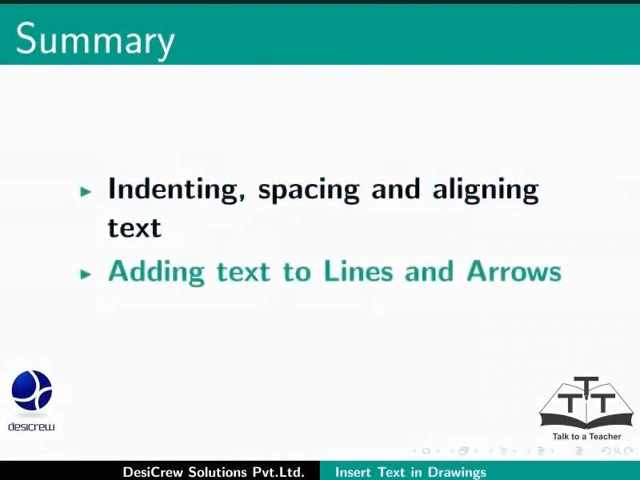 Summary
Indenting, spacing and aligning
text
Adding text to Lines and Arrows
desicrew
T T T
Talk to a Teacher
DesiCrew Solutions Pvt.Ltd. Insert Text in Drawings